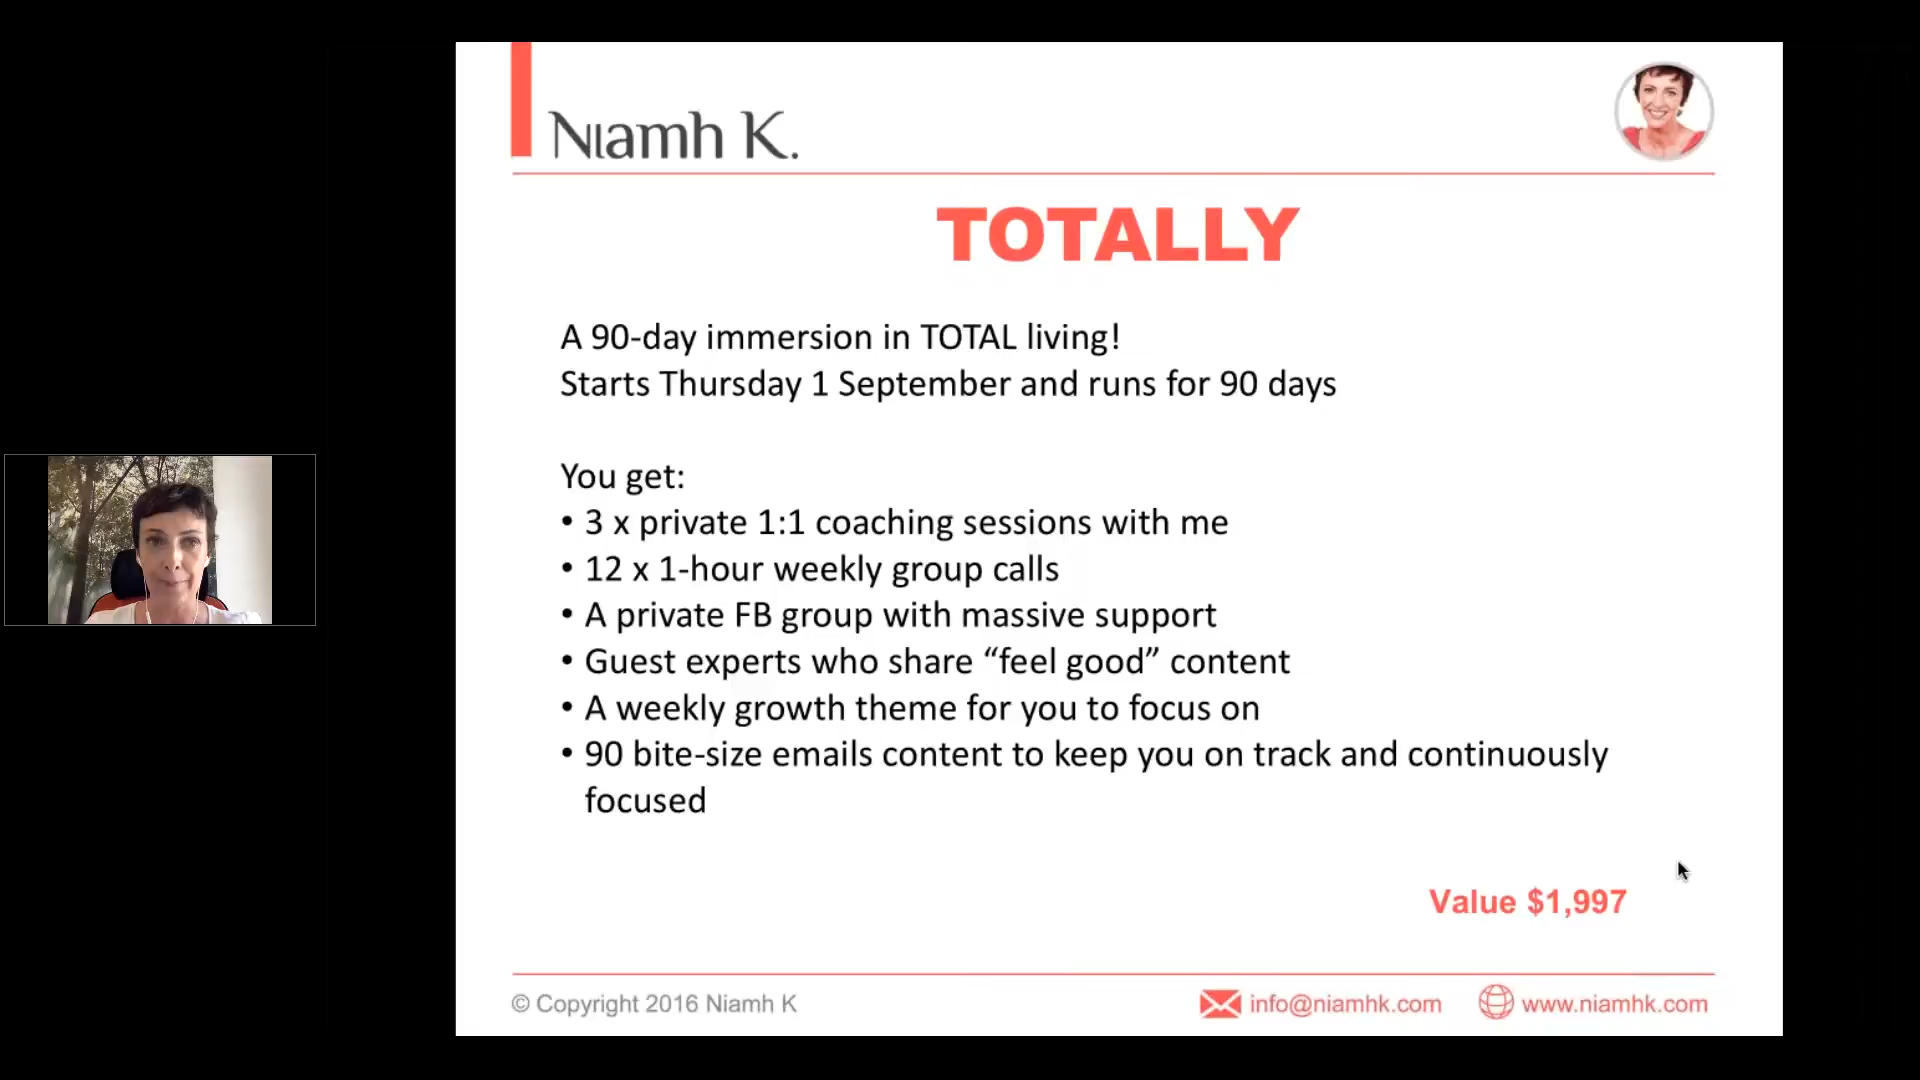 Niamh K.
TOTALLY
A 90-day immersion in TOTAL living!
Starts Thursday 1 September and runs for 90 days
You get:
• 3 x private 1:1 coaching sessions with me
• 12 x 1-hour weekly group calls
• A private FB group with massive support
• Guest experts who share “feel good” content
• A weekly growth theme for you to focus on
• 90 bite-size emails content to keep you on track and continuously
focused
Value $1,997
© Copyright 2016 Niamh K
info@niamhk.com
www.niamhk.com